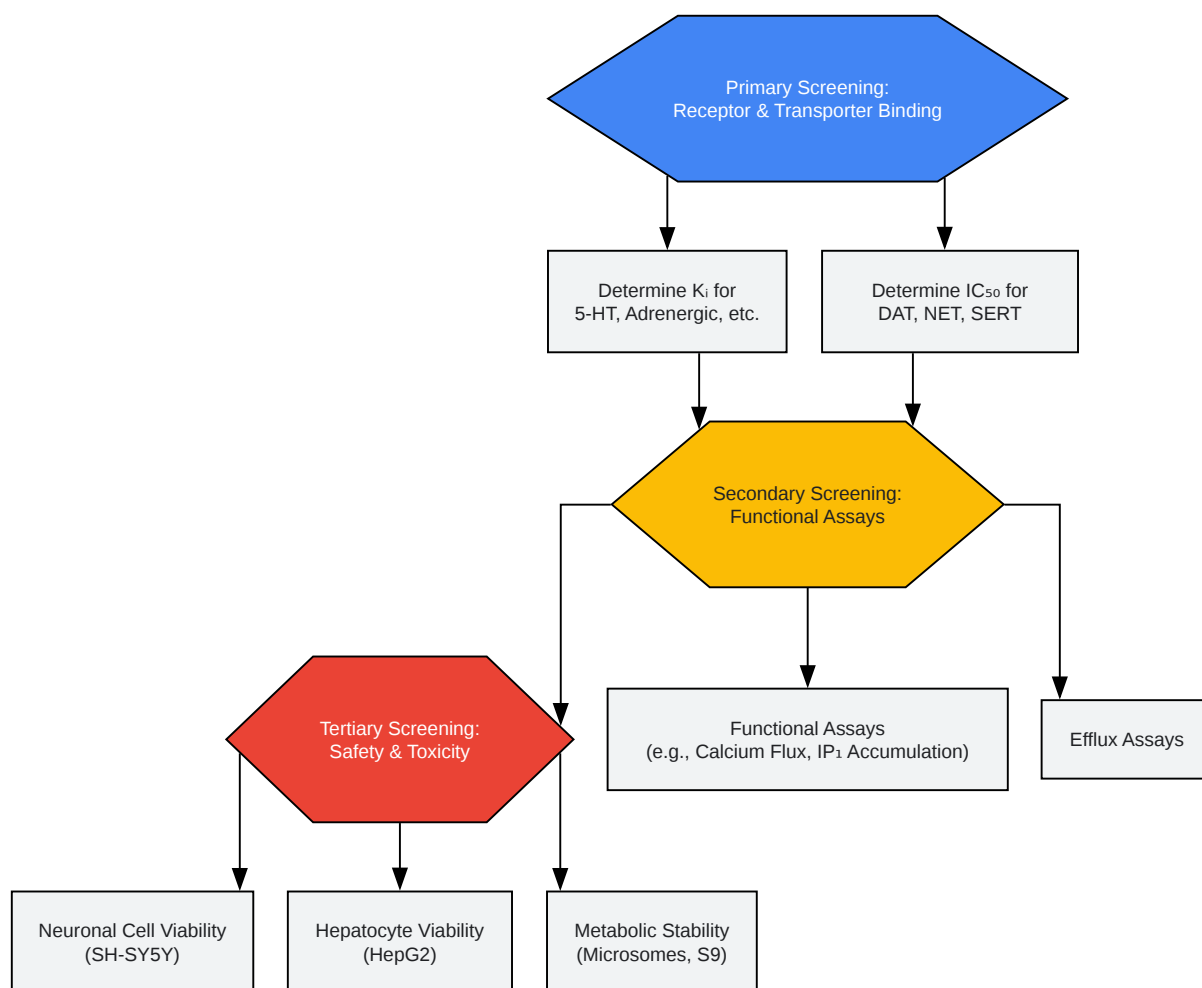 Primary Screening:
Receptor & Transporter Binding
Determine Kᵢ for
5-HT, Adrenergic, etc.
Determine IC₅₀ for
DAT, NET, SERT
Secondary Screening:
Functional Assays
Tertiary Screening:
Safety & Toxicity
Functional Assays
(e.g., Calcium Flux, IP₁ Accumulation)
Efflux Assays
Neuronal Cell Viability
(SH-SY5Y)
Hepatocyte Viability
(HepG2)
Metabolic Stability
(Microsomes, S9)